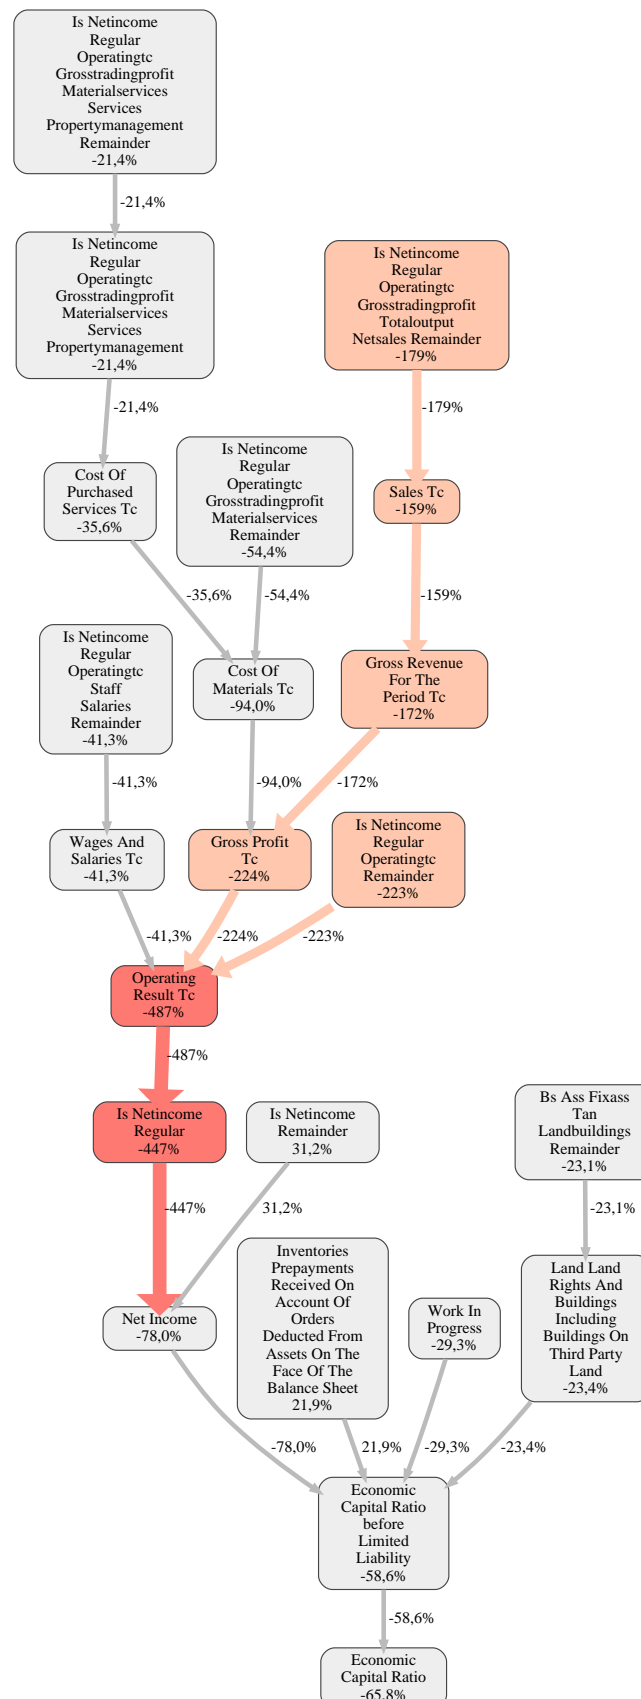 Is Netincome
Regular
Operatingtc
Grosstradingprofit
Materialservices
Services
Propertymanagement
Remainder
-21,4%
-21,4%
Is Netincome
Regular
Operatingtc
Grosstradingprofit
Materialservices
Services
Propertymanagement
-21,4%
Is Netincome
Regular
Operatingtc
Grosstradingprofit
Totaloutput
Netsales Remainder
-179%
-21,4%
-179%
Cost Of
Purchased
Services Tc
-35,6%
Is Netincome
Regular
Operatingtc
Grosstradingprofit
Materialservices
Remainder
-54,4%
Sales Tc
-159%
-35,6%
-54,4%
-159%
Is Netincome
Regular
Operatingtc
Staff
Salaries
Remainder
-41,3%
Cost Of
Materials Tc
-94,0%
Gross Revenue
For The
Period Tc
-172%
-41,3%
-94,0%
-172%
Wages And
Salaries Tc
-41,3%
Gross Profit
Tc
-224%
Is Netincome
Regular
Operatingtc
Remainder
-223%
-41,3%
-224%
-223%
Operating
Result Tc
-487%
-487%
Is Netincome
Regular
-447%
Is Netincome
Remainder
31,2%
Bs Ass Fixass
Tan
Landbuildings
Remainder
-23,1%
-447%
31,2%
-23,1%
Net Income
-78,0%
Inventories
Prepayments
Received On
Account Of
Orders
Deducted From
Assets On The
Face Of The
Balance Sheet
21,9%
Work In
Progress
-29,3%
Land Land
Rights And
Buildings
Including
Buildings On
Third Party
Land
-23,4%
-78,0%
21,9%
-29,3%
-23,4%
Economic
Capital Ratio
before
Limited
Liability
-58,6%
-58,6%
Economic
Capital Ratio
-65,8%